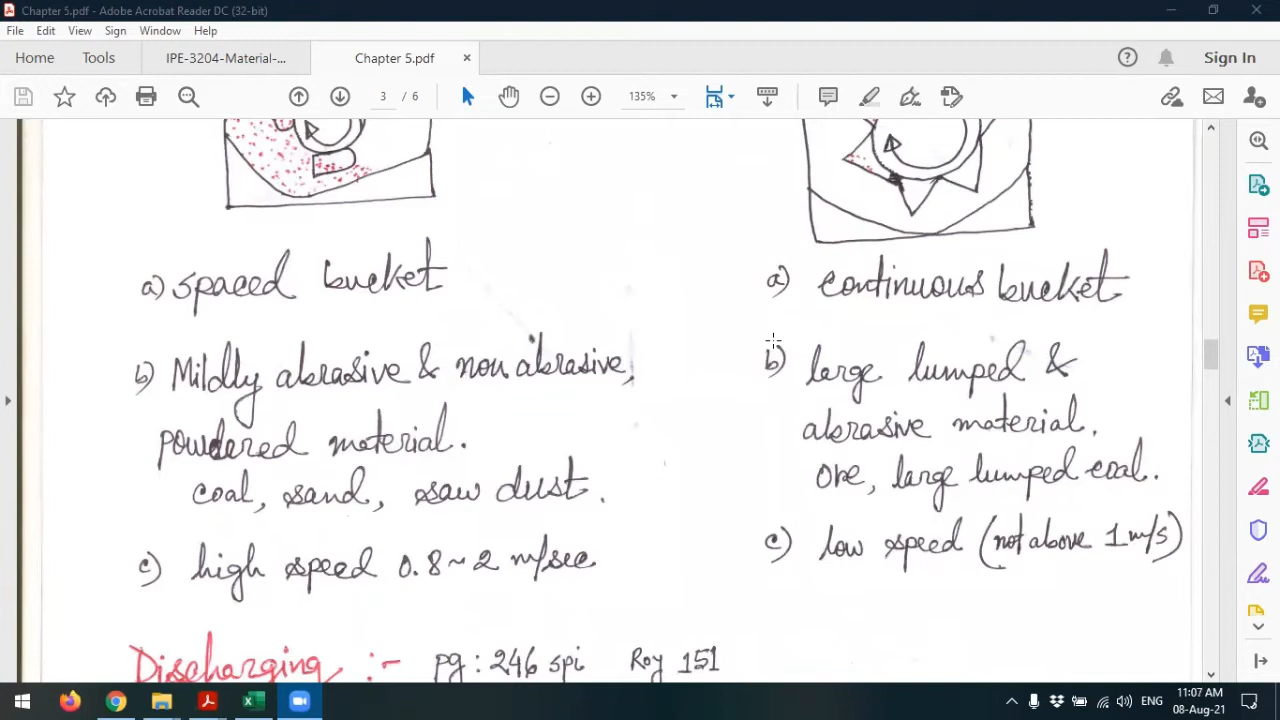 Chapter 5.pdf - Adobe Acrobat Reader DC (32-bit)
File Edit View Sign Window Help
Home Tools IPE-3204-Material-... Chapter 5.pdf × Sign In
3 / 6 135%
a) spaced bucket
b) Mildly abrasive & non abrasive,
powdered material.
coal, sand, saw dust.
c) high speed 0.8~2 m/sec
a) continuous bucket
b) large lumped &
abrasive material.
ore, large lumped coal.
c) low speed (not above 1 m/s)
Discharging :- pg : 246 spi Roy 151
ENG
11:07 AM
08-Aug-21